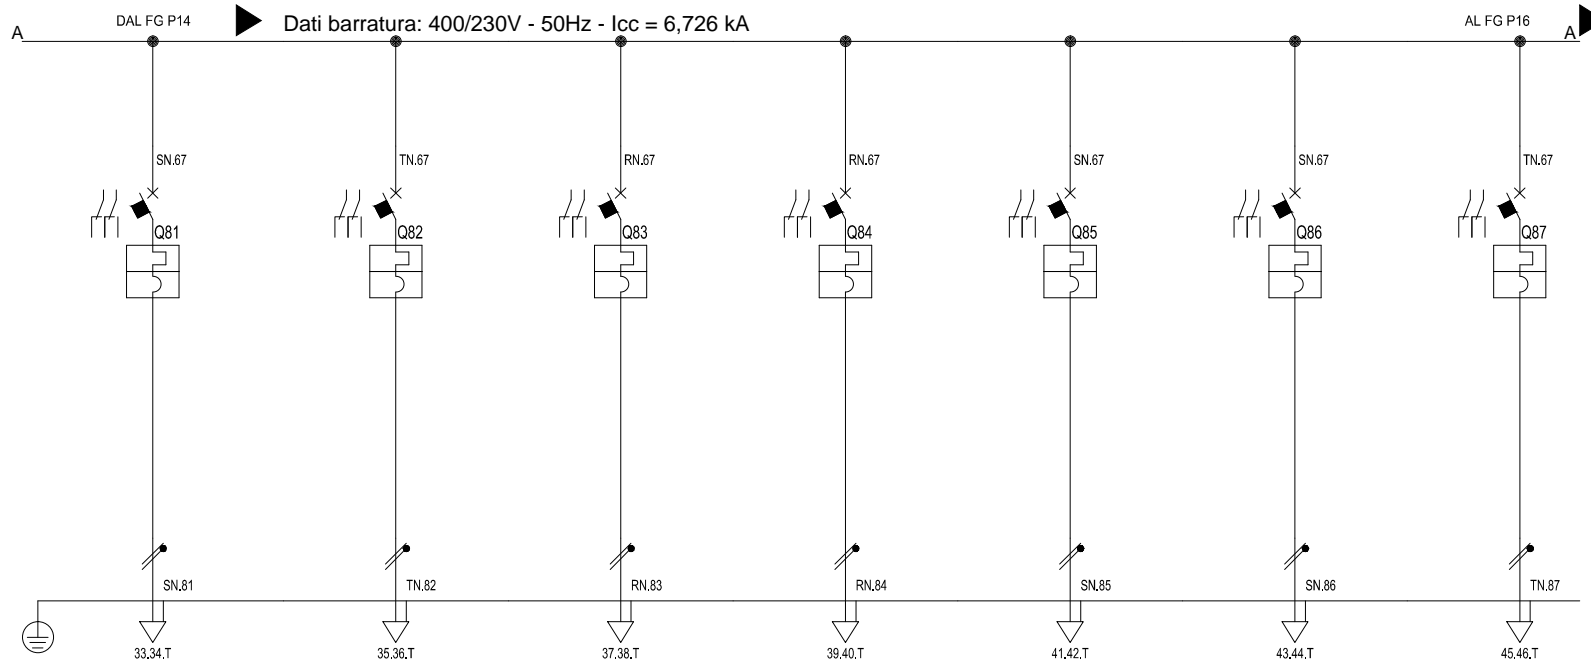 DAL FG P14
Dati barratura: 400/230V - 50Hz - Icc = 6,726 kA
AL FG P16
A
A
SN.67
TN.67
RN.67
RN.67
SN.67
SN.67
TN.67
Q81
Q82
Q83
Q84
Q85
Q86
Q87
SN.81
TN.82
RN.83
RN.84
SN.85
SN.86
TN.87
33.34.T
35.36.T
37.38.T
39.40.T
41.42.T
43.44.T
45.46.T